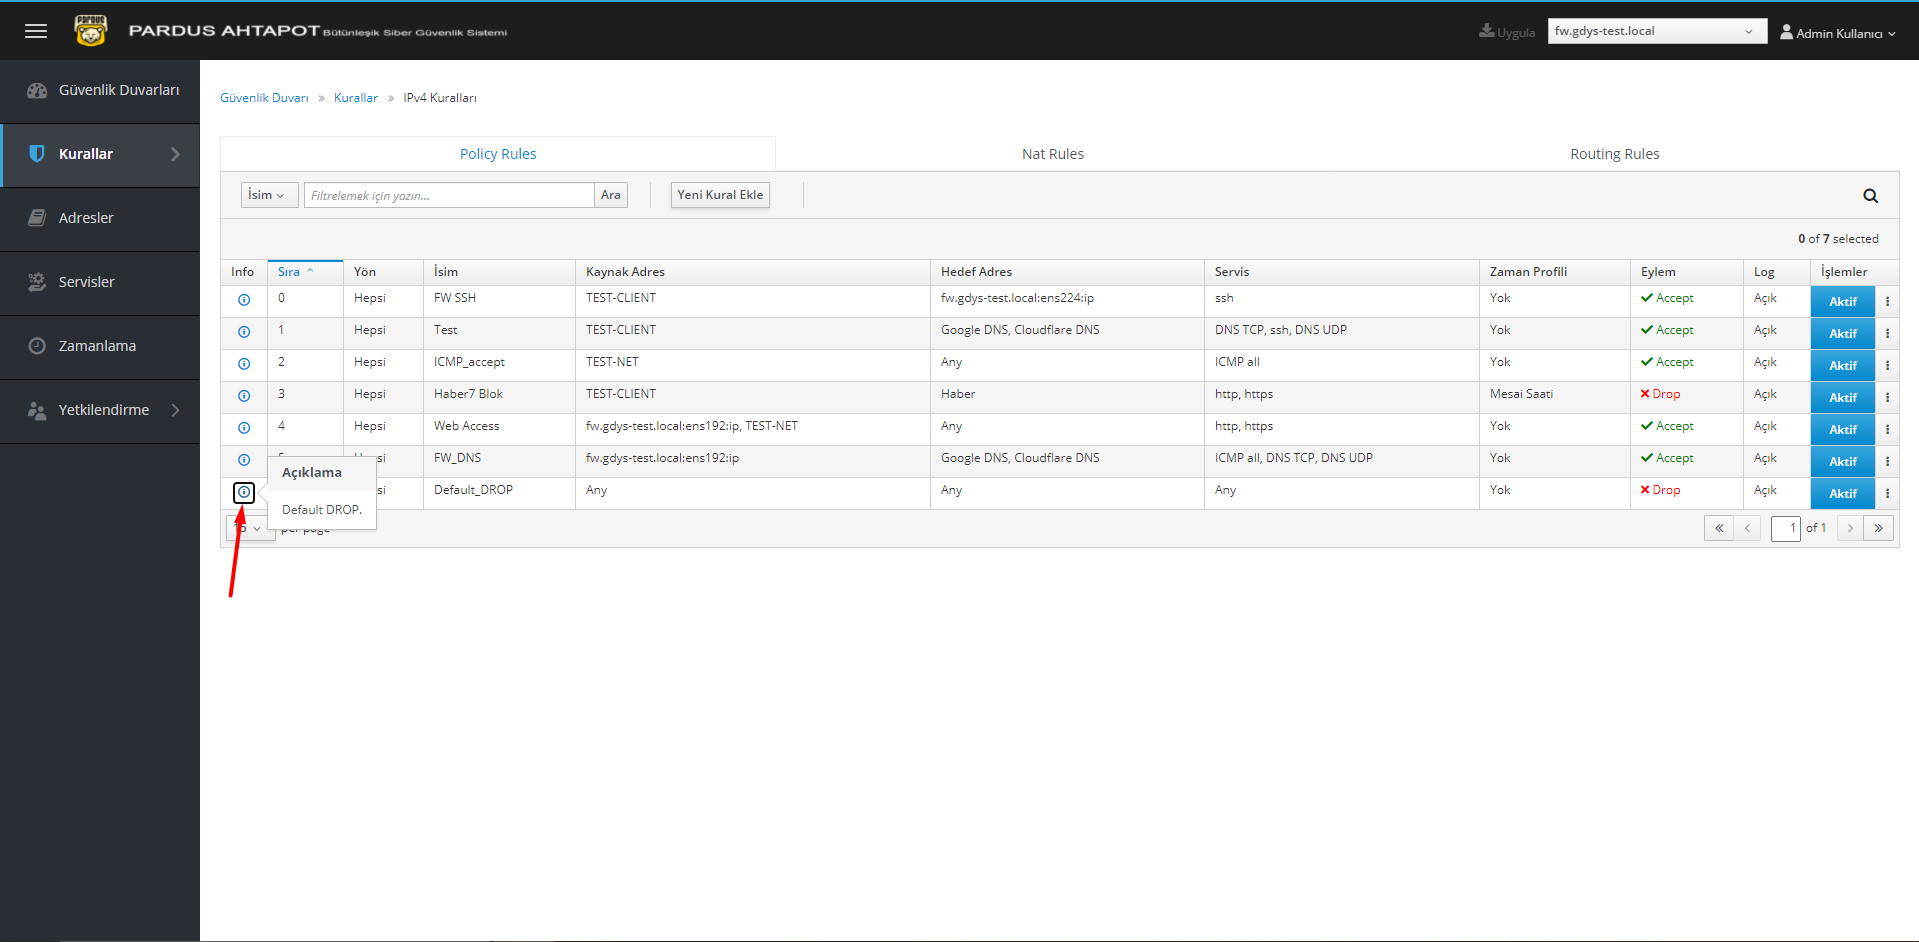 PARDUS
PARDUS AHTAPOT Bütünleşik Siber Güvenlik Sistemi
Uygula
fw.gdys-test.local
Admin Kullanıcı
Güvenlik Duvarları
Kurallar
Adresler
Servisler
Zamanlama
Yetkilendirme
Güvenlik Duvarı » Kurallar » IPv4 Kuralları
Policy Rules Nat Rules Routing Rules
İsim Filtrelemek için yazın... Ara Yeni Kural Ekle
0 of 7 selected
Info Sıra Yön İsim Kaynak Adres Hedef Adres Servis Zaman Profili Eylem Log İşlemler
0 Hepsi FW SSH TEST-CLIENT fw.gdys-test.local:ens224:ip ssh Yok Accept Açık Aktif
1 Hepsi Test TEST-CLIENT Google DNS, Cloudflare DNS DNS TCP, ssh, DNS UDP Yok Accept Açık Aktif
2 Hepsi ICMP_accept TEST-NET Any ICMP all Yok Accept Açık Aktif
3 Hepsi Haber7 Blok TEST-CLIENT Haber http, https Mesai Saati Drop Açık Aktif
4 Hepsi Web Access fw.gdys-test.local:ens192:ip, TEST-NET Any http, https Yok Accept Açık Aktif
FW_DNS fw.gdys-test.local:ens192:ip Google DNS, Cloudflare DNS ICMP all, DNS TCP, DNS UDP Yok Accept Açık Aktif
Default_DROP Any Any Any Yok Drop Açık Aktif
Açıklama
Default DROP.
per page
« ‹ 1 of 1 › »